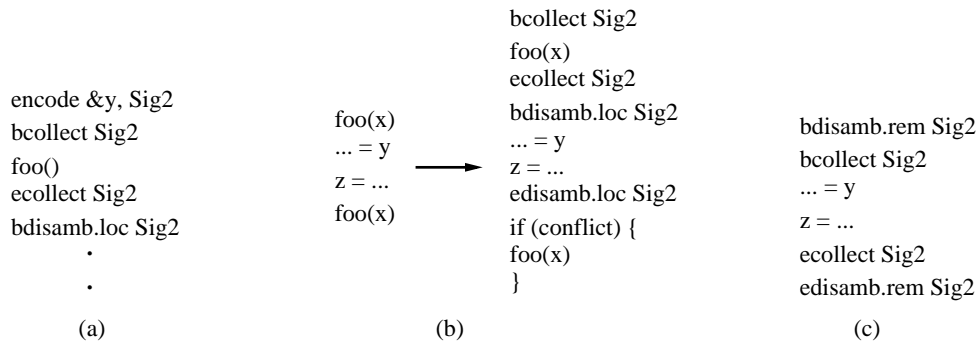 encode &y, Sig2
bcollect Sig2
foo()
ecollect Sig2
bdisamb.loc Sig2
.
.
(a)
foo(x)
... = y
z = ...
foo(x)
bcollect Sig2
foo(x)
ecollect Sig2
bdisamb.loc Sig2
... = y
z = ...
edisamb.loc Sig2
if (conflict) {
foo(x)
}
(b)
bdisamb.rem Sig2
bcollect Sig2
... = y
z = ...
ecollect Sig2
edisamb.rem Sig2
(c)